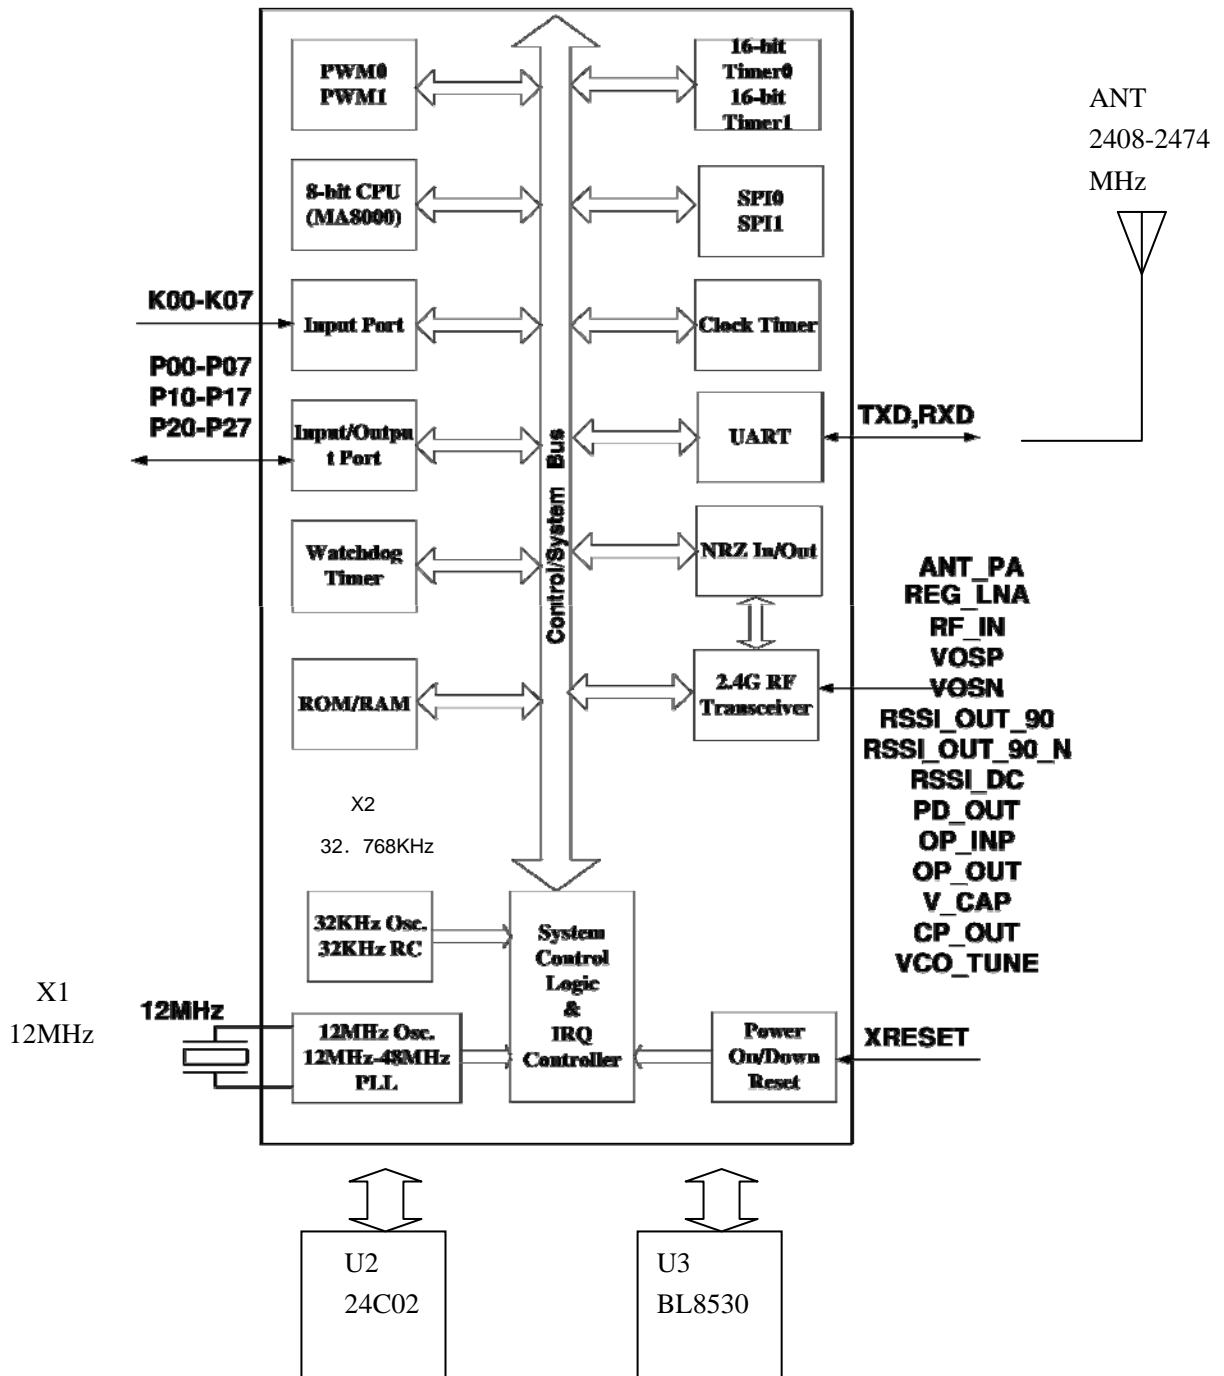 PWM0
PWM1
16-bit
Timer0
16-bit
Timer1
ANT
2408-2474
MHz
8-bit CPU
(MA8000)
SPI0
SPI1
K00-K07
Input Port
Clock Timer
P00-P07
P10-P17
P20-P27
Input/Outpu
t Port
Control/System Bus
UART
TXD,RXD
Watchdog
Timer
NRZ In/Out
ROM/RAM
2.4G RF
Transceiver
ANT_PA
REG_LNA
RF_IN
VOSP
VOSN
RSSI_OUT_90
RSSI_OUT_90_N
RSSI_DC
PD_OUT
OP_INP
OP_OUT
V_CAP
CP_OUT
VCO_TUNE
X2
32. 768KHz
32KHz Osc.
32KHz RC
System
Control
Logic
&
IRQ
Controller
X1
12MHz
12MHz
12MHz Osc.
12MHz-48MHz
PLL
Power
On/Down
Reset
XRESET
U2
24C02
U3
BL8530